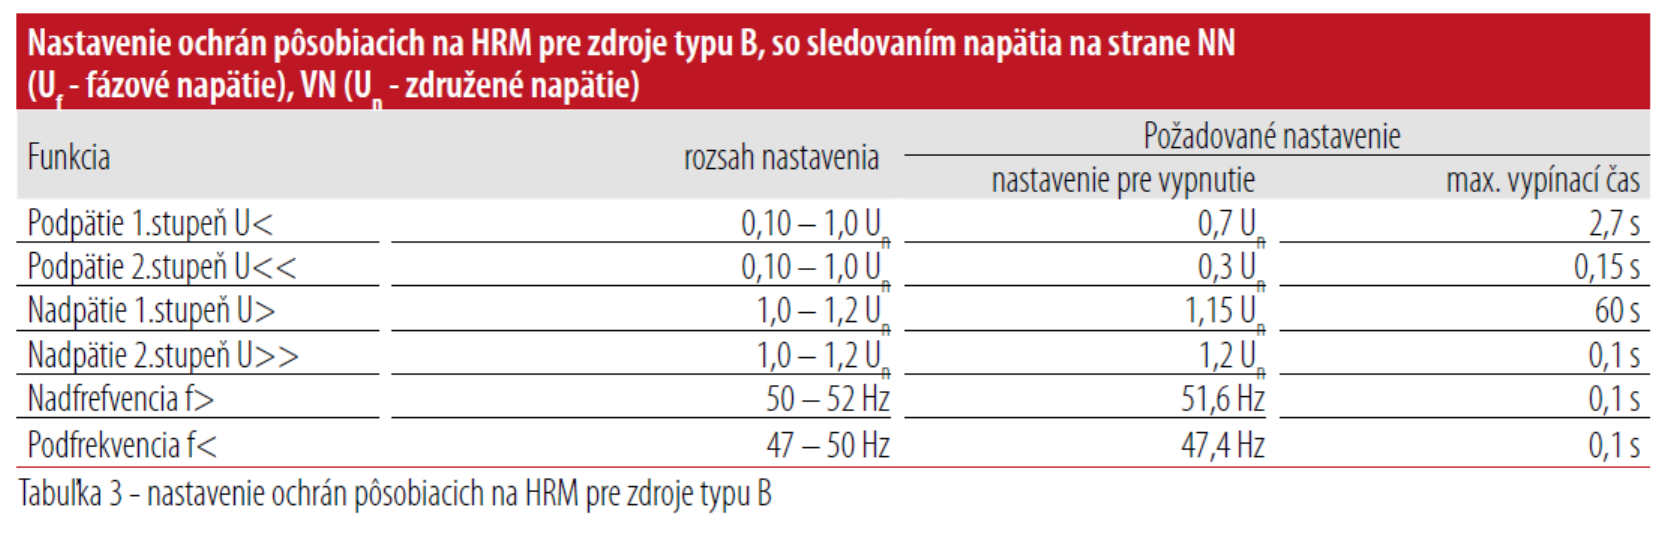 Nastavenie ochrán pôsobiacich na HRM pre zdroje typu B, so sledovaním napätia na strane NN
(Uf - fázové napätie), VN (Un - združené napätie)
Funkcia rozsah nastavenia Požadované nastavenie
nastavenie pre vypnutie max. vypínací čas
Podpätie 1.stupeň U< 0,10 – 1,0 Un 0,7 Un 2,7 s
Podpätie 2.stupeň U<< 0,10 – 1,0 Un 0,3 Un 0,15 s
Nadpätie 1.stupeň U> 1,0 – 1,2 Un 1,15 Un 60 s
Nadpätie 2.stupeň U>> 1,0 – 1,2 Un 1,2 Un 0,1 s
Nadfrefvencia f> 50 – 52 Hz 51,6 Hz 0,1 s
Podfrekvencia f< 47 – 50 Hz 47,4 Hz 0,1 s
Tabuľka 3 - nastavenie ochrán pôsobiacich na HRM pre zdroje typu B